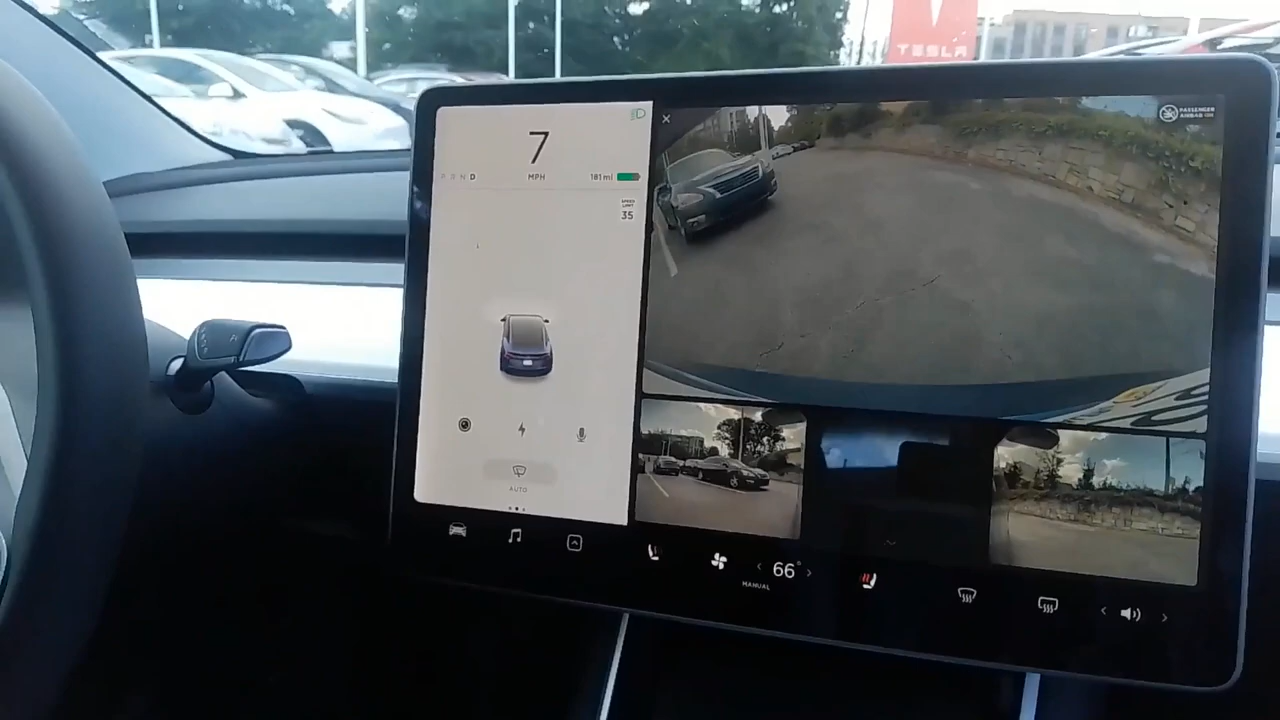 TESLA
7
P R N D
MPH
181 mi
SPEED
LIMIT
35
PASSENGER
AIRBAG
AUTO
66°
MANUAL